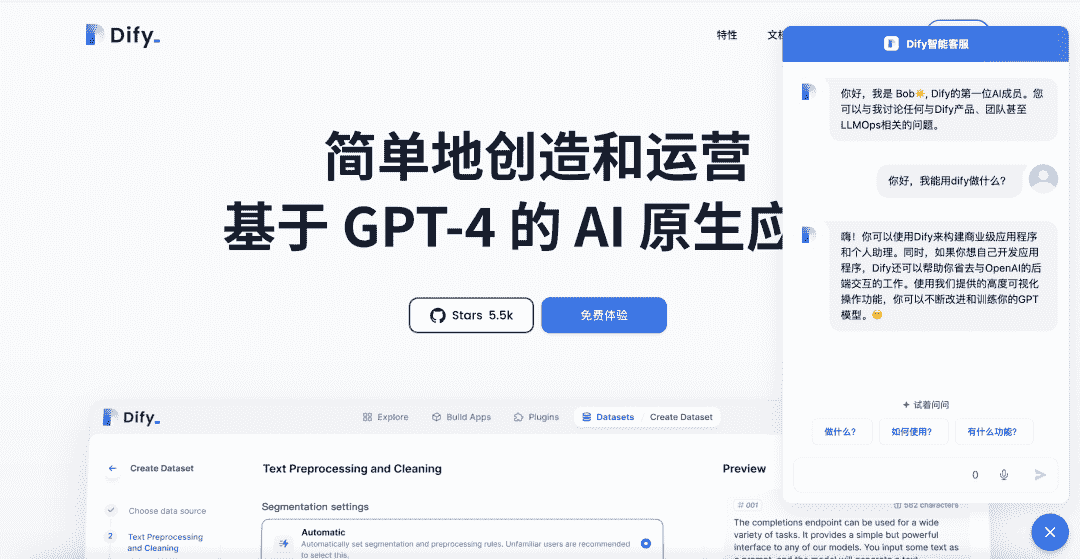 Dify_
特性
简单地创造和运营
基于 GPT-4 的 AI 原生应
Stars 5.5k
免费体验
Dify_
Explore
Build Apps
Plugins
Datasets
Create Dataset
Create Dataset
Choose data source
2 Text Preprocessing
and Cleaning
Text Preprocessing and Cleaning
Segmentation settings
Automatic
Automatically set segmentation and preprocessing rules. Unfamiliar users are recommended
to select this.
Preview
# 001
562 characters
The completions endpoint can be used for a wide
variety of tasks. It provides a simple but powerful
interface to any of our models. You input some text as
Dify智能客服
你好，我是 Bob☀️, Dify的第一位AI成员。您
可以与我讨论任何与Dify产品、团队甚至
LLMOps相关的问题。
你好，我能用dify做什么？
嗨！你可以使用Dify来构建商业级应用程序
和个人助理。同时，如果你想自己开发应用
程序，Dify还可以帮助你省去与OpenAI的后
端交互的工作。使用我们提供的高度可视化
操作功能，你可以不断改进和训练你的GPT
模型。😊
试着问问
做什么？
如何使用？
有什么功能？
0